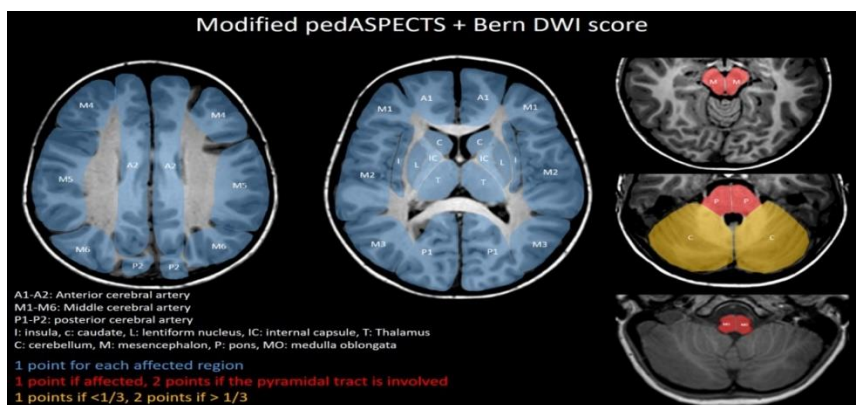 Modified pedASPECTS + Bern DWI score
M4
A2
A2
M4
M5
M5
M6
P2
P2
M6
M1
A1
A1
M1
C
C
I
L
IC
IC
L
I
M2
T
T
M2
M3
P1
P1
M3
M
M
P
P
C
C
MO
MO
A1-A2: Anterior cerebral artery
M1-M6: Middle cerebral artery
P1-P2: posterior cerebral artery
I: insula, c: caudate, L: lentiform nucleus, IC: internal capsule, T: Thalamus
C: cerebellum, M: mesencephalon, P: pons, MO: medulla oblongata
1 point for each affected region
1 point if affected, 2 points if the pyramidal tract is involved
1 points if <1/3, 2 points if > 1/3